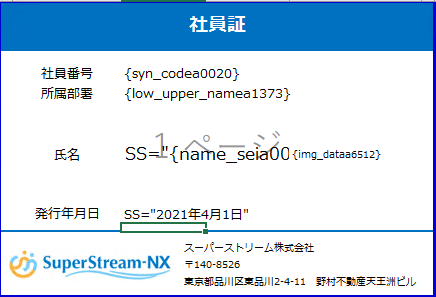 社員証
社員番号 {syn_codea0020}
所属部署 {low_upper_namea1373}
1 ページ
氏名 SS="{name_seia00 {img_dataa6512}
発行年月日 SS="2021年4月1日"
SuperStream-NX
スーパーストリーム株式会社
〒140-8526
東京都品川区東品川2-4-11 野村不動産天王洲ビル